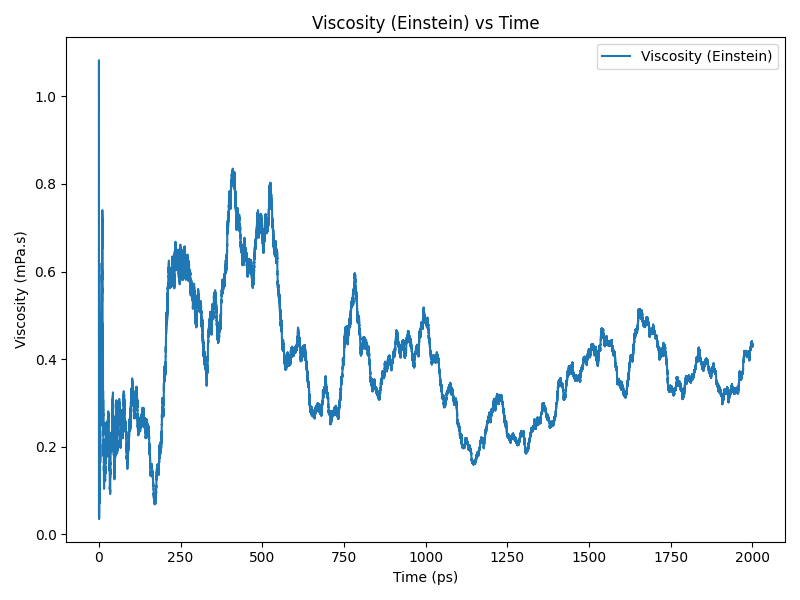 Viscosity (Einstein) vs Time
Viscosity (Einstein)
Viscosity (mPa.s)
1.0
0.8
0.6
0.4
0.2
0.0
0 250 500 750 1000 1250 1500 1750 2000
Time (ps)